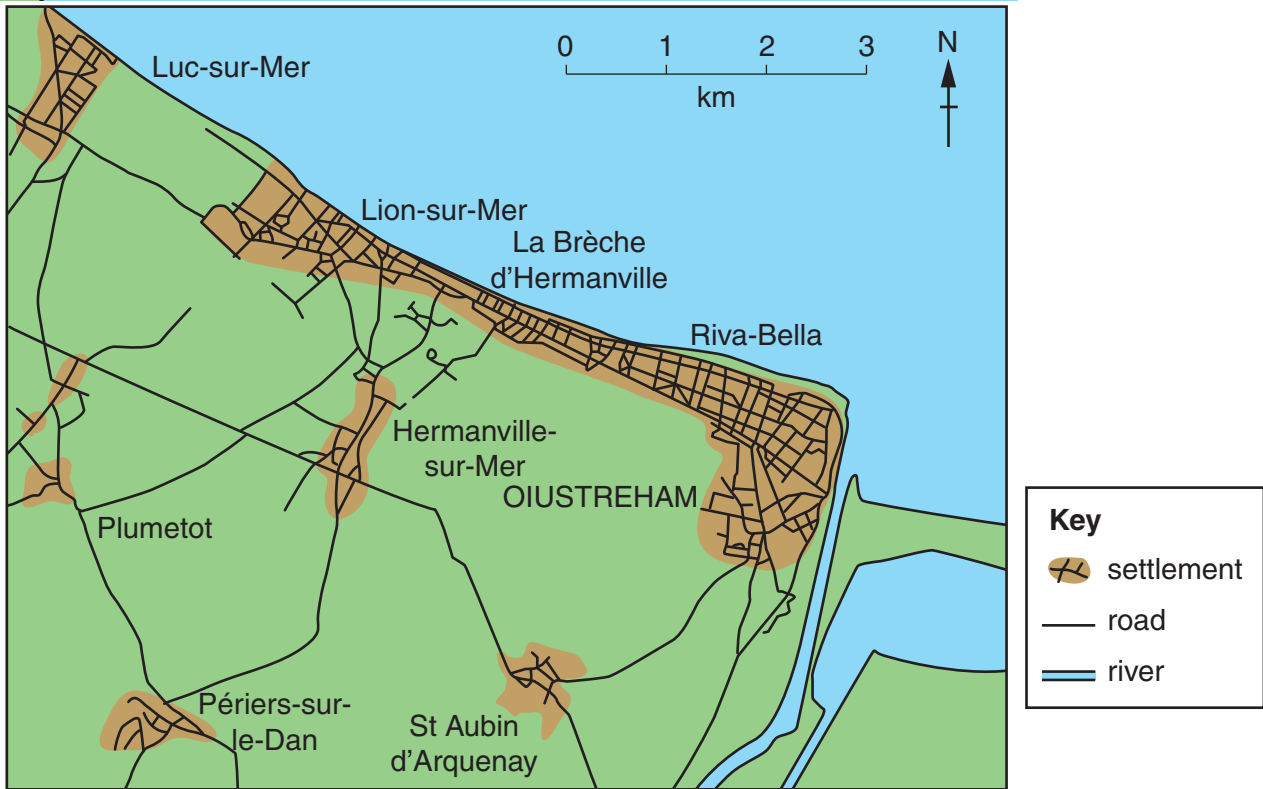 Luc-sur-Mer
0 1 2 3
km
N
Lion-sur-Mer
La Brèche
d'Hermanville
Riva-Bella
Hermanville-
sur-Mer
OIUSTREHAM
Plumetot
Périers-sur-
le-Dan
St Aubin
d'Arquenay
Key
settlement
road
river